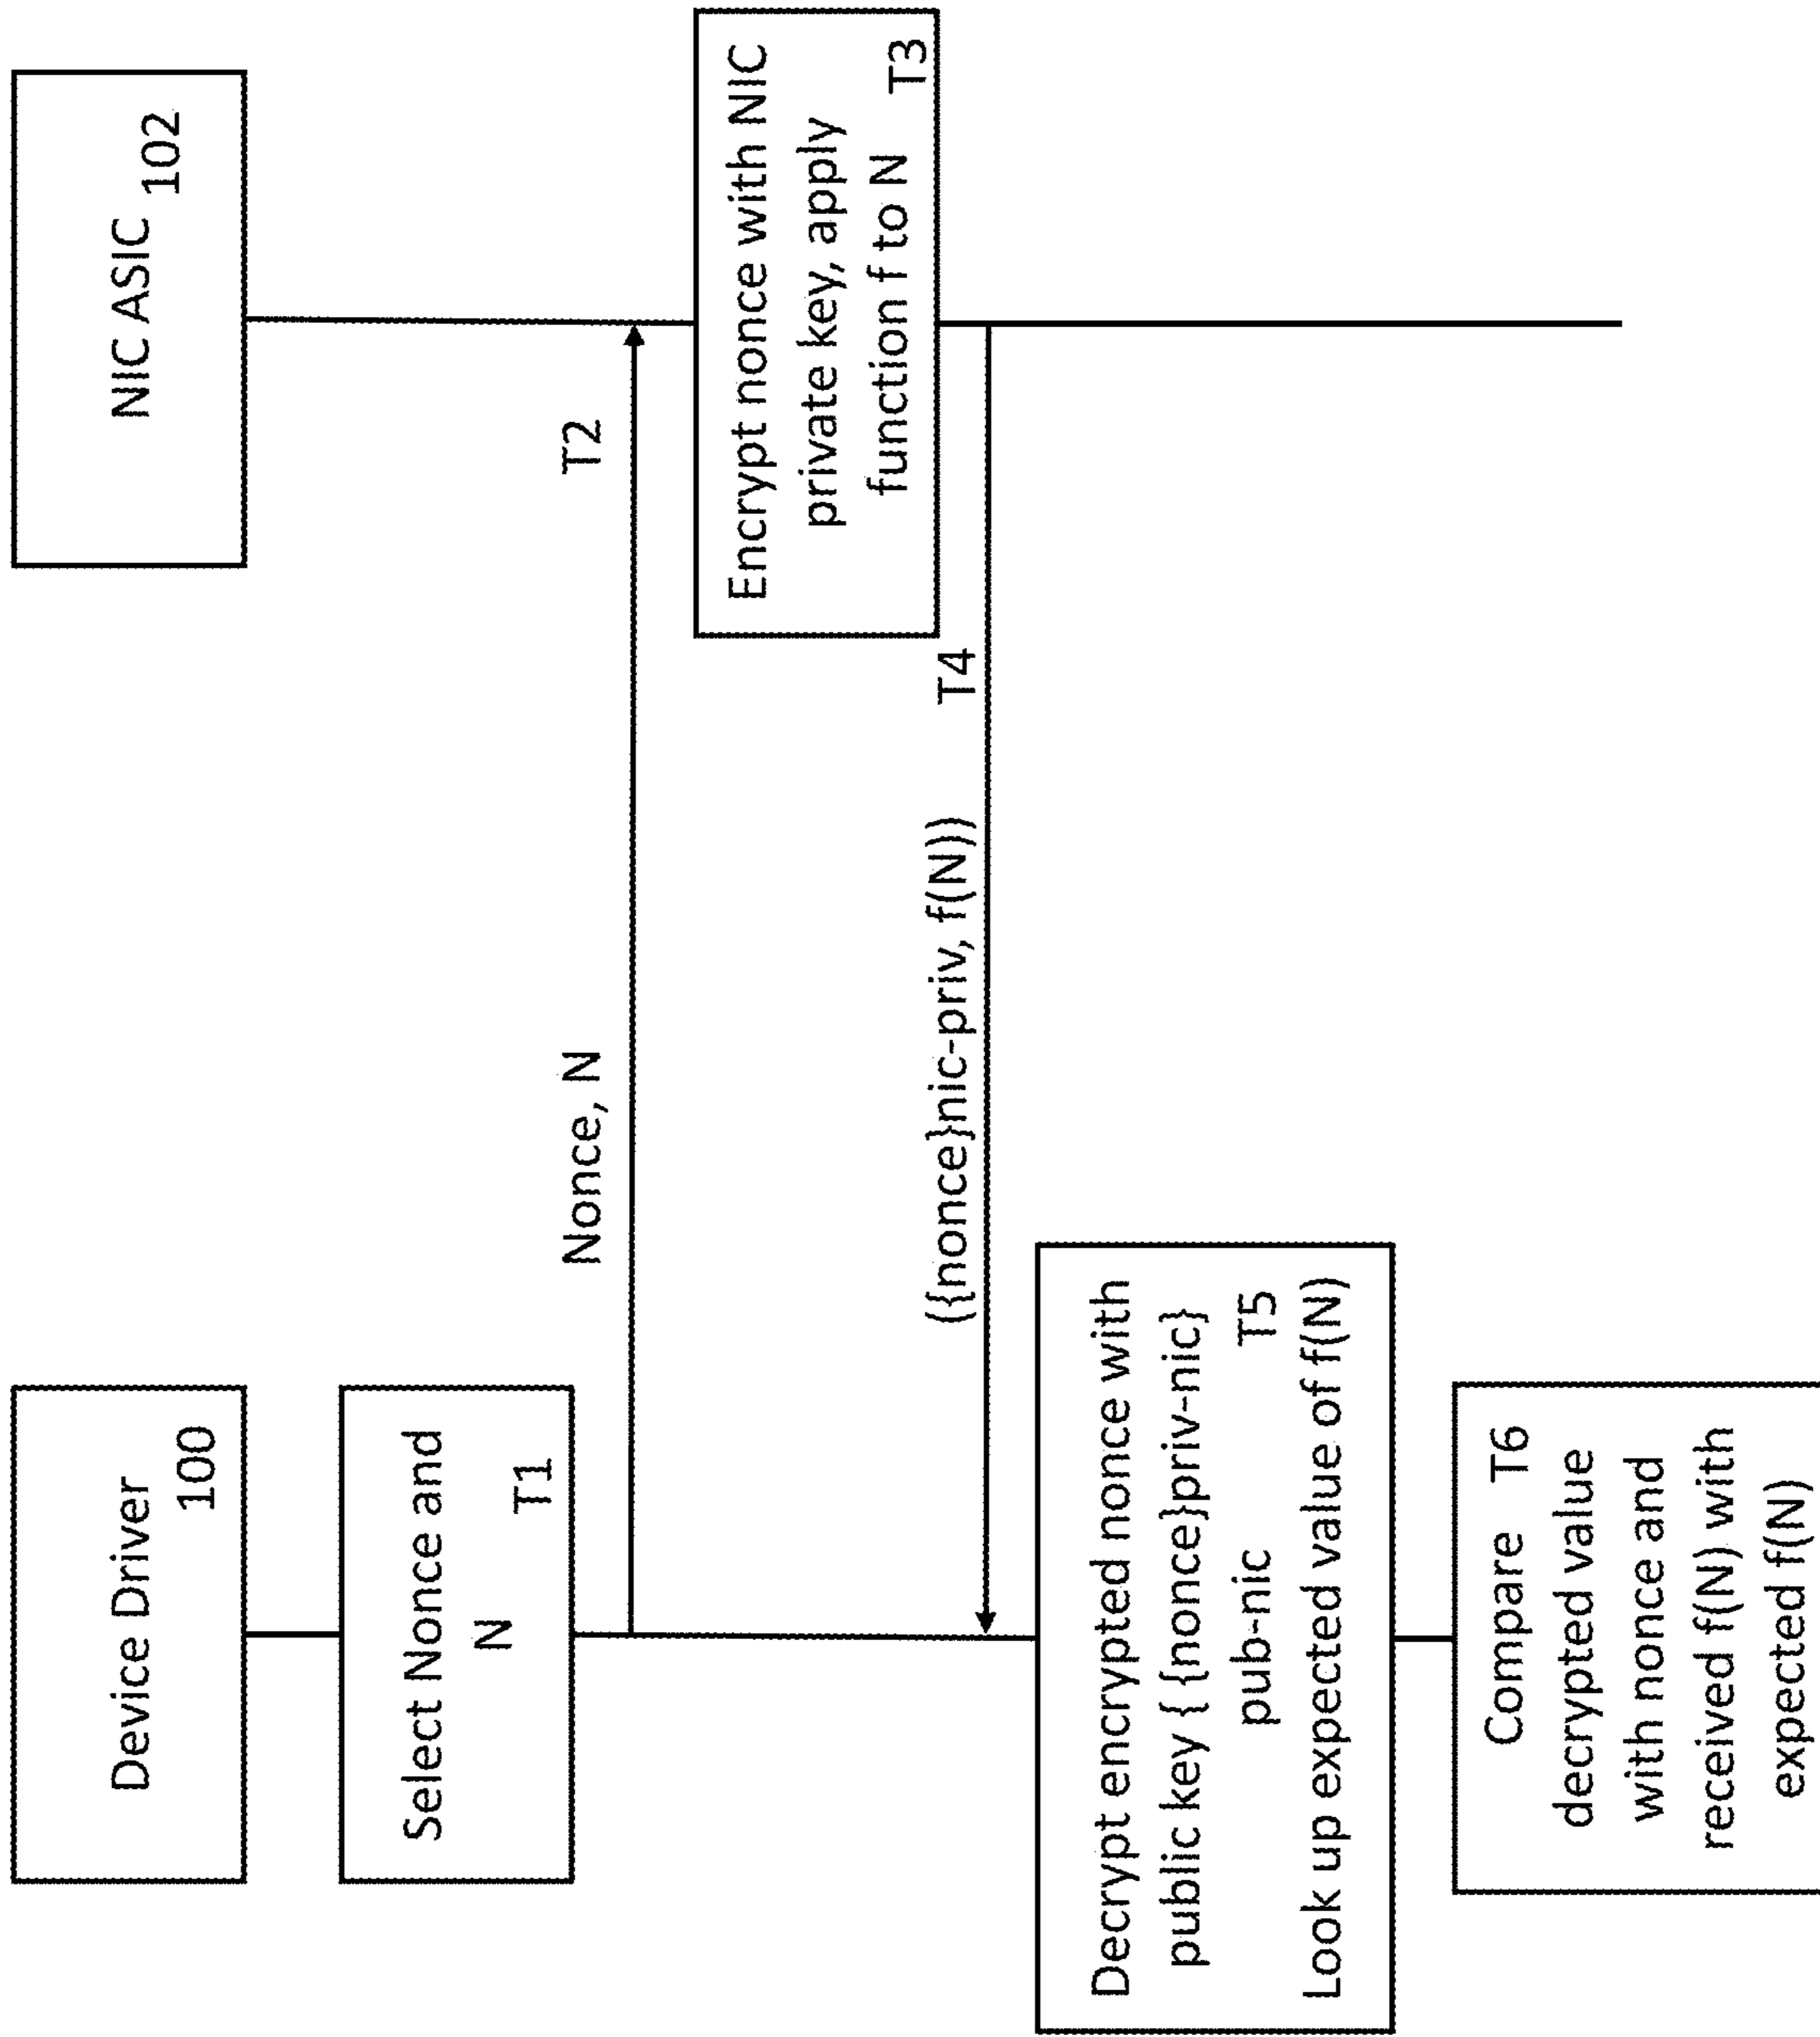 Device Driver
100
NIC ASIC
102
Select Nonce and
N
T1
Nonce, N
T2
Encrypt nonce with NIC
private key, apply
function f to N
T3
({nonce}nic-priv, f(N))
T4
Decrypt encrypted nonce with
public key { {nonce}priv-nic}
pub-nic
T5
Look up expected value of f(N)
Compare T6
decrypted value
with nonce and
received f(N) with
expected f(N)